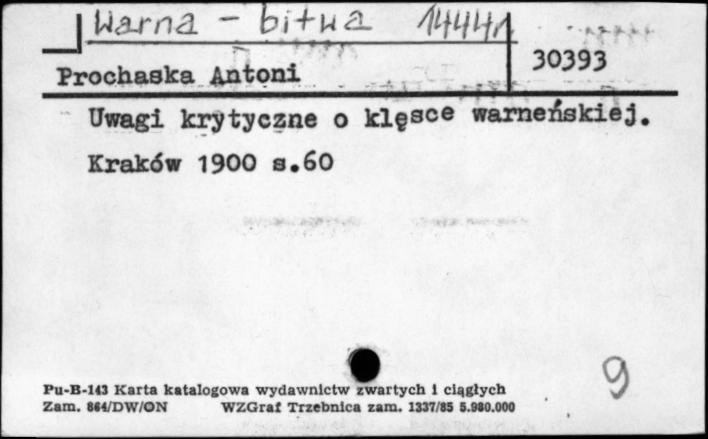 Warna - bitwa 1444r
30393
Prochaska Antoni
Uwagi krytyczne o klęsce warneńskiej.
Kraków 1900 s.60
9
Pu-B-143 Karta katalogowa wydawnictw zwartych i ciągłych
Zam. 864/DW/ON WZGraf Trzebnica zam. 1337/85 5.980.000